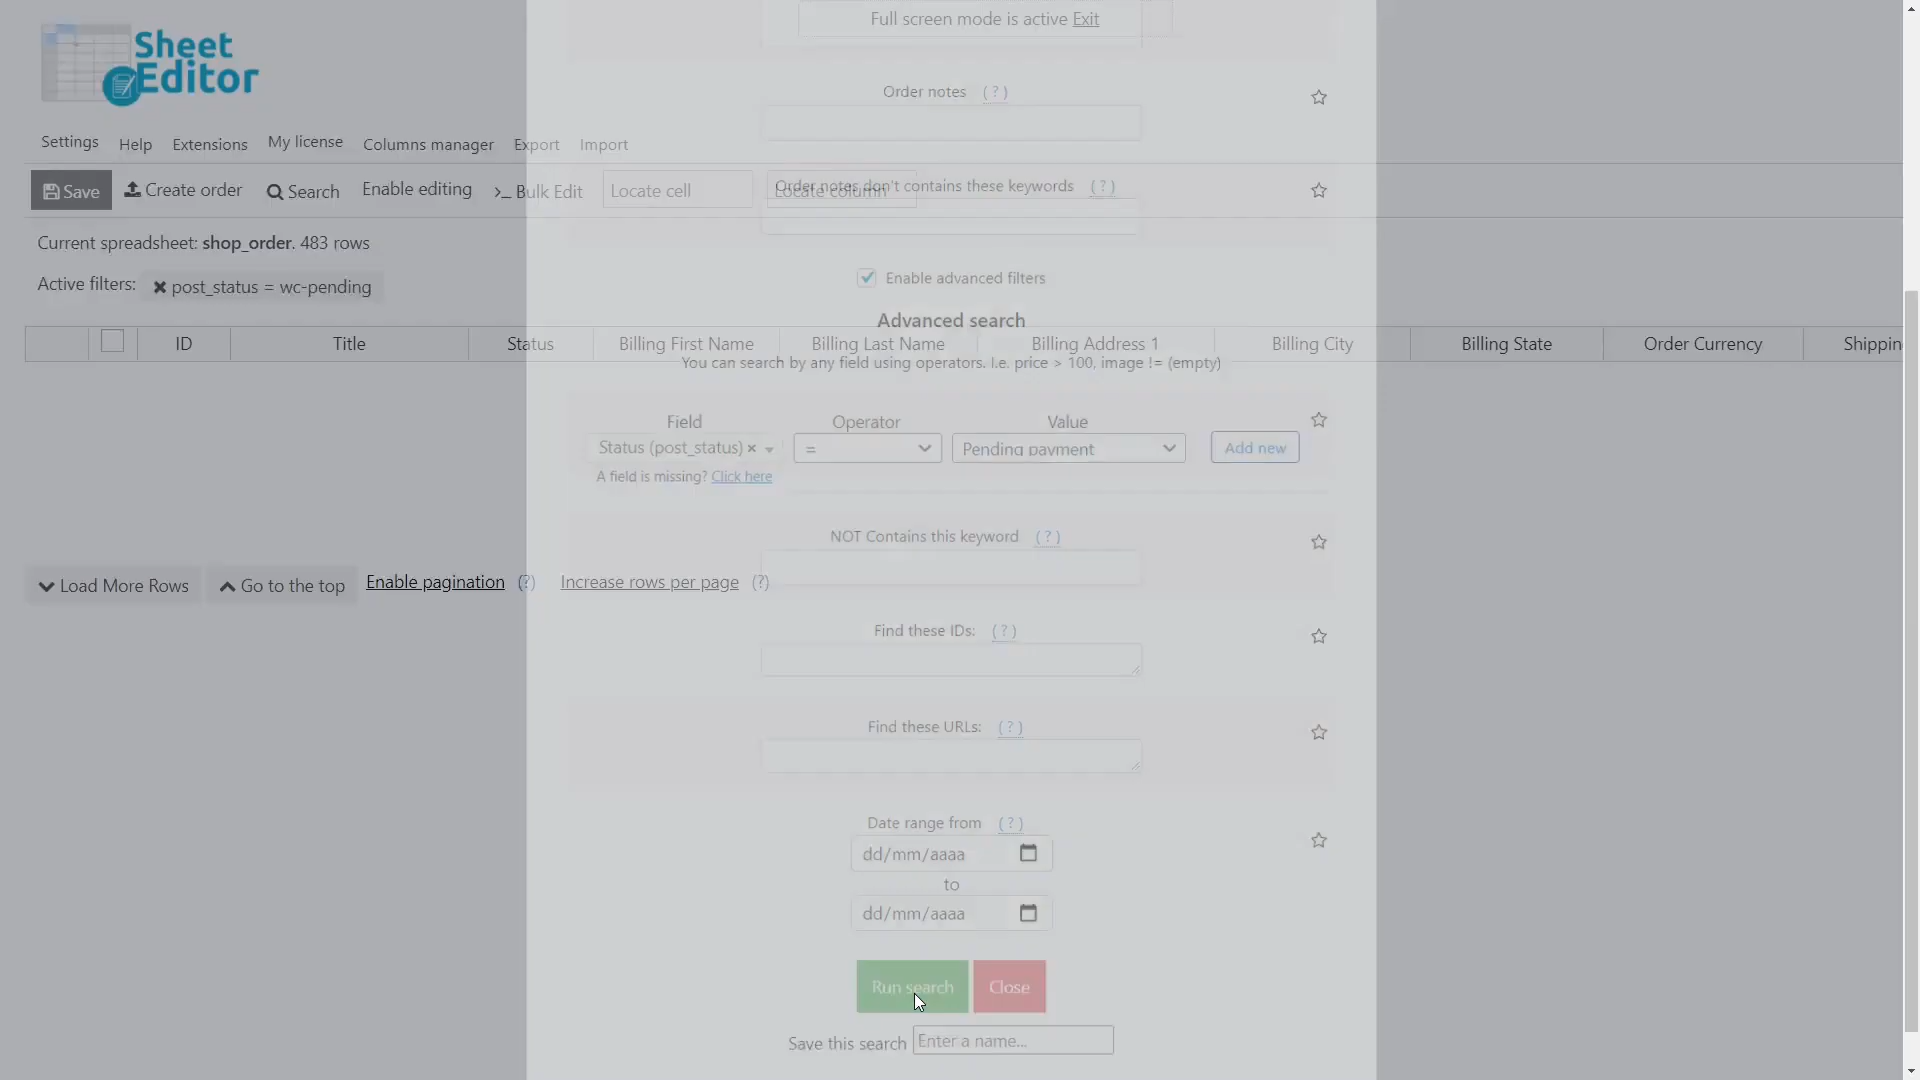 Sheet
Editor
Full screen mode is active Exit
Settings Help Extensions My license Columns manager Export Import
Save Create order Search Enable editing >_ Bulk Edit Locate cell Locate column
Current spreadsheet: shop_order. 483 rows
Active filters: ✖ post_status = wc-pending
ID Title Status Billing First Name Billing Last Name Billing Address 1 Billing City Billing State Order Currency Shippin
Load More Rows Go to the top Enable pagination (?) Increase rows per page (?)
Order notes (?)
Order notes don't contains these keywords (?)
Enable advanced filters
Advanced search
You can search by any field using operators. I.e. price > 100, image != (empty)
Field Operator Value
Status (post_status) × = Pending payment Add new
A field is missing? Click here
NOT Contains this keyword (?)
Find these IDs: (?)
Find these URLs: (?)
Date range from (?)
dd/mm/aaaa
to
dd/mm/aaaa
Run search Close
Save this search Enter a name...